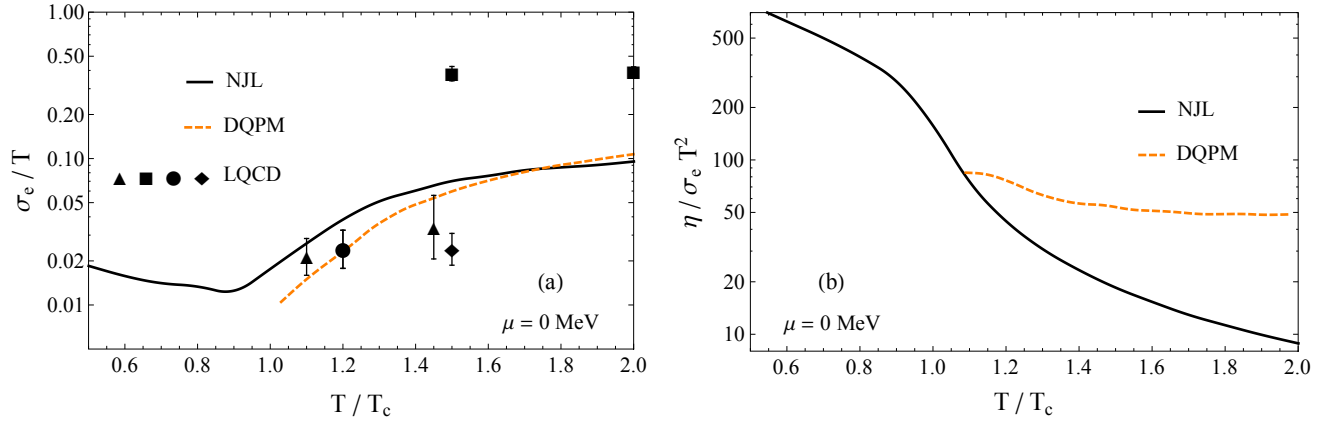 1.00
0.50
0.10
0.05
0.02
0.01
σe / T
NJL
DQPM
LQCD
(a)
μ = 0 MeV
0.6 0.8 1.0 1.2 1.4 1.6 1.8 2.0
T / Tc
500
200
100
50
20
10
η / σe T²
NJL
DQPM
(b)
μ = 0 MeV
0.6 0.8 1.0 1.2 1.4 1.6 1.8 2.0
T / Tc